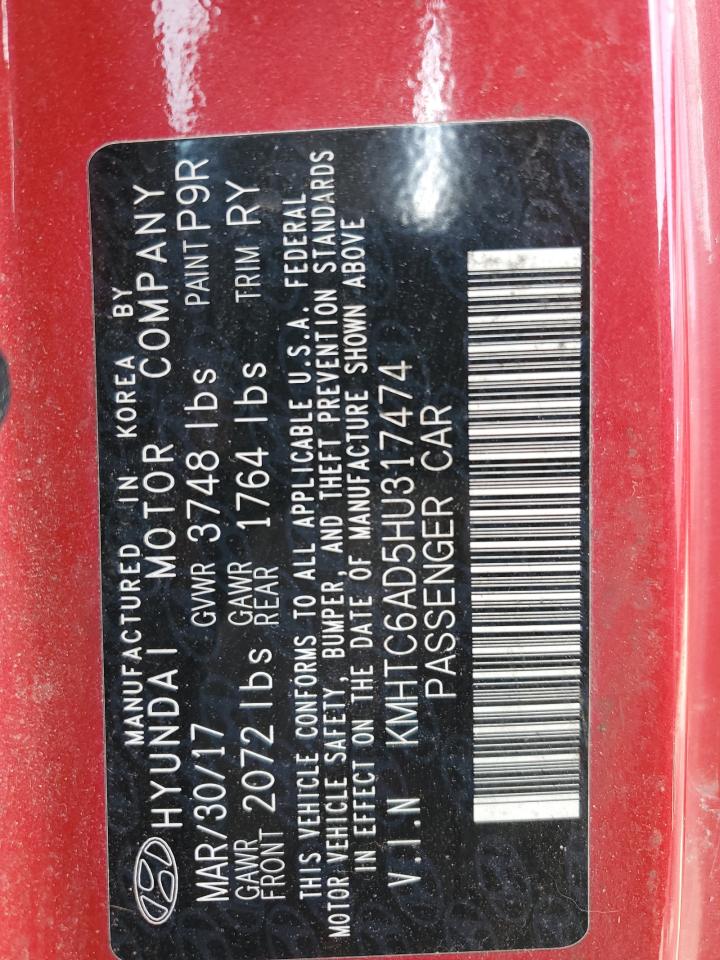 MANUFACTURED IN KOREA BY
HYUNDAI MOTOR COMPANY
MAR/30/17 GVWR 3748 lbs PAINT P9R
GAWR FRONT 2072 lbs GAWR REAR 1764 lbs TRIM RY
THIS VEHICLE CONFORMS TO ALL APPLICABLE U.S.A. FEDERAL
MOTOR VEHICLE SAFETY, BUMPER, AND THEFT PREVENTION STANDARDS
IN EFFECT ON THE DATE OF MANUFACTURE SHOWN ABOVE
V.I.N KMHTC6AD5HU317474
PASSENGER CAR